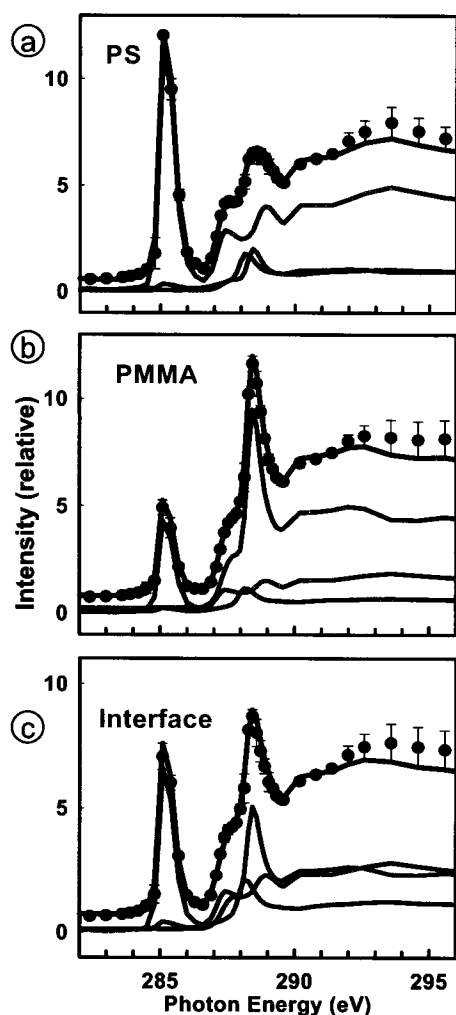 a
PS
10
5
0
b
PMMA
10
5
0
Intensity (relative)
c
Interface
10
5
0
285 290 295
Photon Energy (eV)